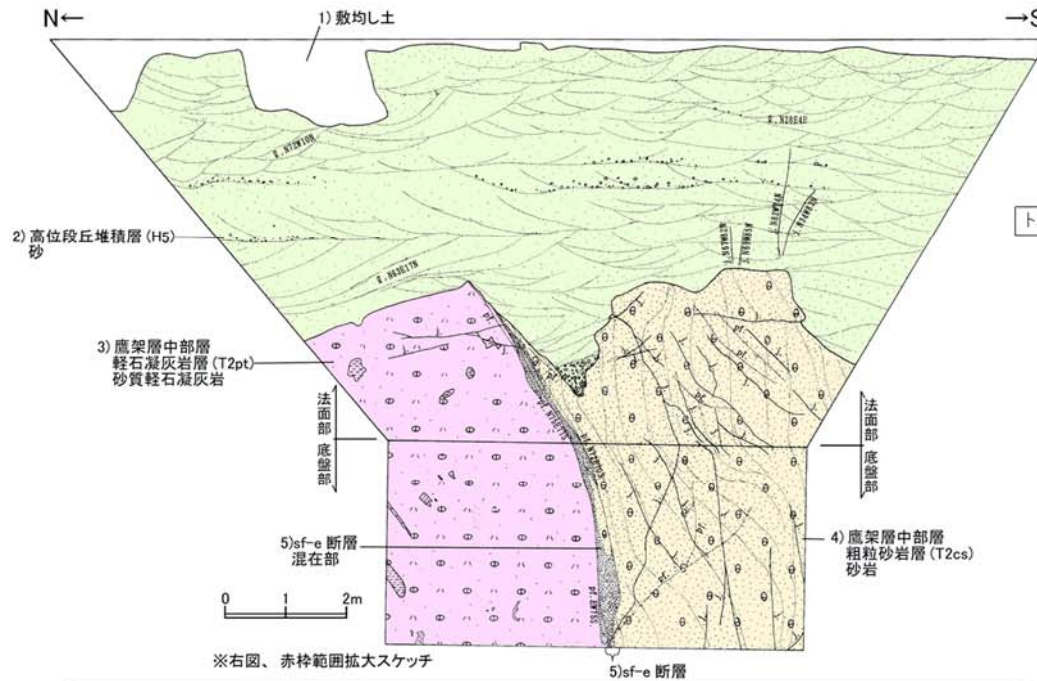 N←
1) 敷均し土
→S
g.N72W10N
g.N28E4E
ト
2) 高位段丘堆積層(H5)
砂
g.N63E17N
3) 鷹架層中部層
軽石凝灰岩層(T2pt)
砂質軽石凝灰岩
法面部
底盤部
法面部
底盤部
5)sf-e 断層
混在部
4) 鷹架層中部層
粗粒砂岩層(T2cs)
砂岩
0 1 2m
※右図、赤枠範囲拡大スケッチ
5)sf-e 断層